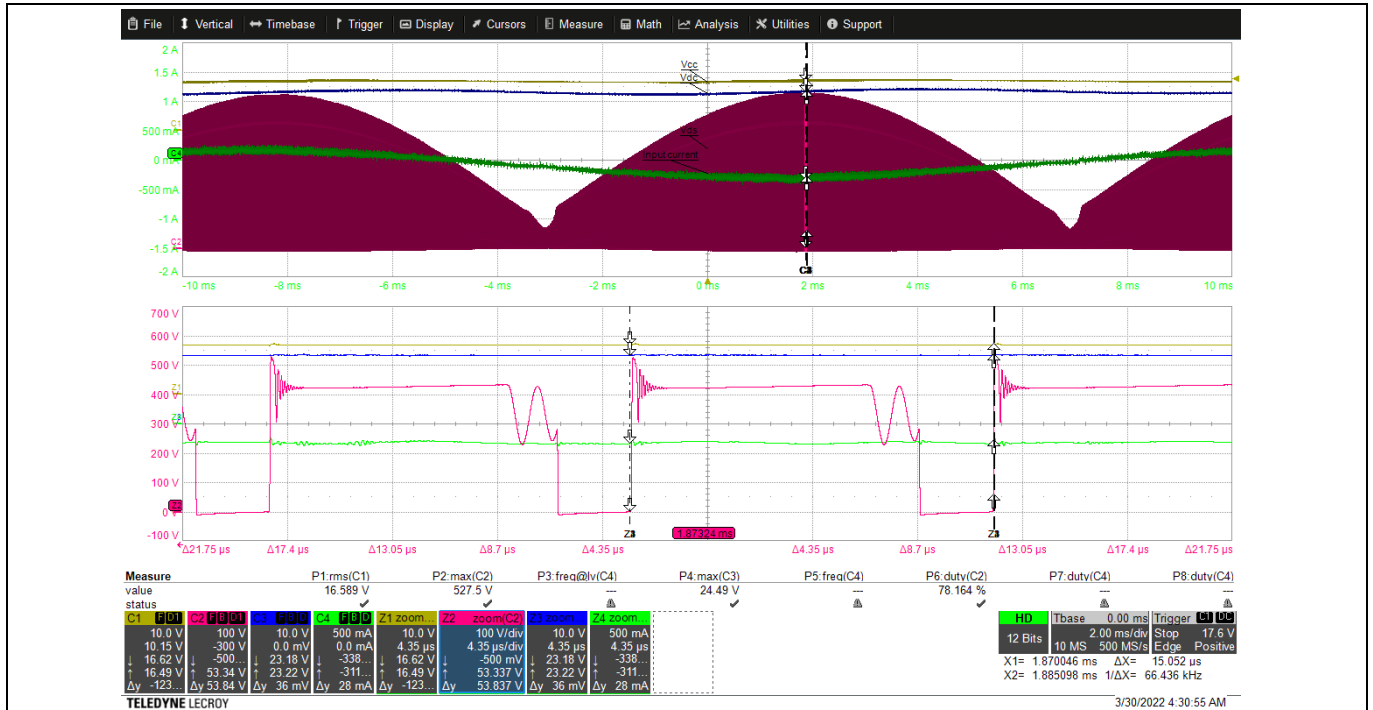 File Vertical Timebase Trigger Display Cursors Measure Math Analysis Utilities Support
2 A
1.5 A
1 A
500 mA
0 mA
-500 mA
-1 A
-1.5 A
-2 A
C1
C4
C2
Vcc
Vdc
Vds
Input current
-10 ms -8 ms -6 ms -4 ms -2 ms 0 ms 2 ms 4 ms 6 ms 8 ms 10 ms
700 V
600 V
500 V
400 V
300 V
200 V
100 V
0 V
-100 V
Z1
Δ21.75 µs Δ17.4 µs Δ13.05 µs Δ8.7 µs Δ4.35 µs 1.87324 ms Δ4.35 µs Δ8.7 µs Δ13.05 µs Δ17.4 µs Δ21.75 µs
Measure P1:rms(C1) P2:max(C2) P3:freq@lv(C4) P4:max(C3) P5:freq(C4) P6:duty(C2) P7:duty(C4) P8:duty(C4)
value 16.589 V 527.5 V --- 24.49 V --- 78.164 % --- ---
status
C1 F D1 C2 F B D1 C3 F B D C4 F B D Z1 zoom... Z2 zoom(C2) Z3 zoom... Z4 zoom...
10.0 V 100 V 10.0 V 500 mA 10.0 V 100 V/div 10.0 V 500 mA
10.15 V -300 V 0.0 mV 0.0 mA 4.35 µs 4.35 µs/div 4.35 µs 4.35 µs
↓ 16.62 V ↓ -500... ↓ 23.18 V ↓ -338... ↓ 16.62 V ↓ -500 mV ↓ 23.18 V ↓ -338...
↑ 16.49 V ↑ 53.34 V ↑ 23.22 V ↑ -311... ↑ 16.49 V ↑ 53.337 V ↑ 23.22 V ↑ -311...
Δy -123... Δy 53.84 V Δy 36 mV Δy 28 mA Δy -123... Δy 53.837 V Δy 36 mV Δy 28 mA
HD Tbase 0.00 ms Trigger C1 DC
12 Bits 2.00 ms/div Stop 17.6 V
10 MS 500 MS/s Edge Positive
X1= 1.870046 ms ΔX= 15.052 µs
X2= 1.885098 ms 1/ΔX= 66.436 kHz
TELEDYNE LECROY 3/30/2022 4:30:55 AM